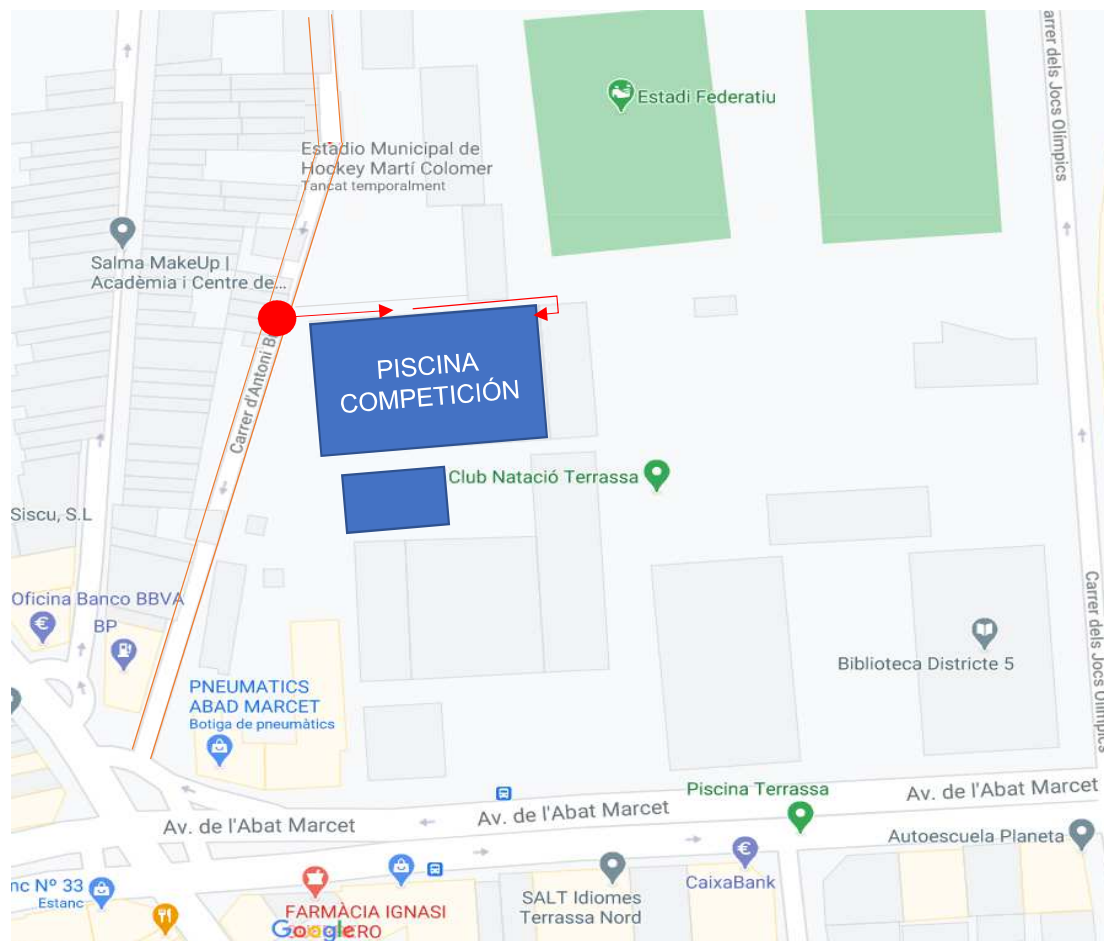 Carrer dels Jocs Olímpics
Estadi Federatiu
Estadio Municipal de
Hockey Martí Colomer
Tancat temporalment
Salma MakeUp |
Acadèmia i Centre de...
Carrer d'Antoni B
PISCINA
COMPETICIÓN
Club Natació Terrassa
Siscu, S.L
Oficina Banco BBVA
BP
Carrer dels Jocs Olímpics
Biblioteca Districte 5
PNEUMATICS
ABAD MARCET
Botiga de pneumàtics
Piscina Terrassa
Av. de l'Abat Marcet
Av. de l'Abat Marcet
Av. de l'Abat Marcet
Autoescuela Planeta
CaixaBank
nc Nº 33
Estanc
SALT Idiomes
Terrassa Nord
FARMÀCIA IGNASI
Google